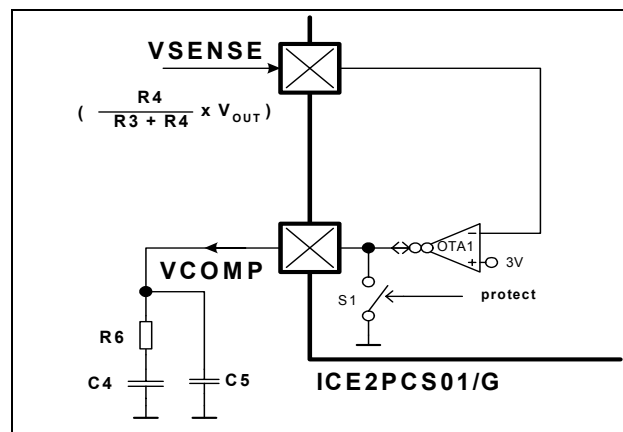 VSENSE
( R4 / R3 + R4 x VOUT )
OTA1
−
+
3V
VCOMP
S1
protect
R6
C4
C5
ICE2PCS01/G